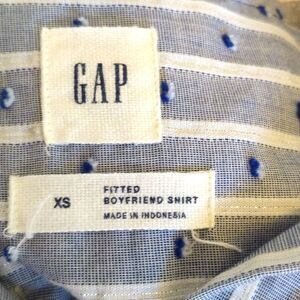 GAP
XS
FITTED
BOYFRIEND SHIRT
MADE IN INDONESIA